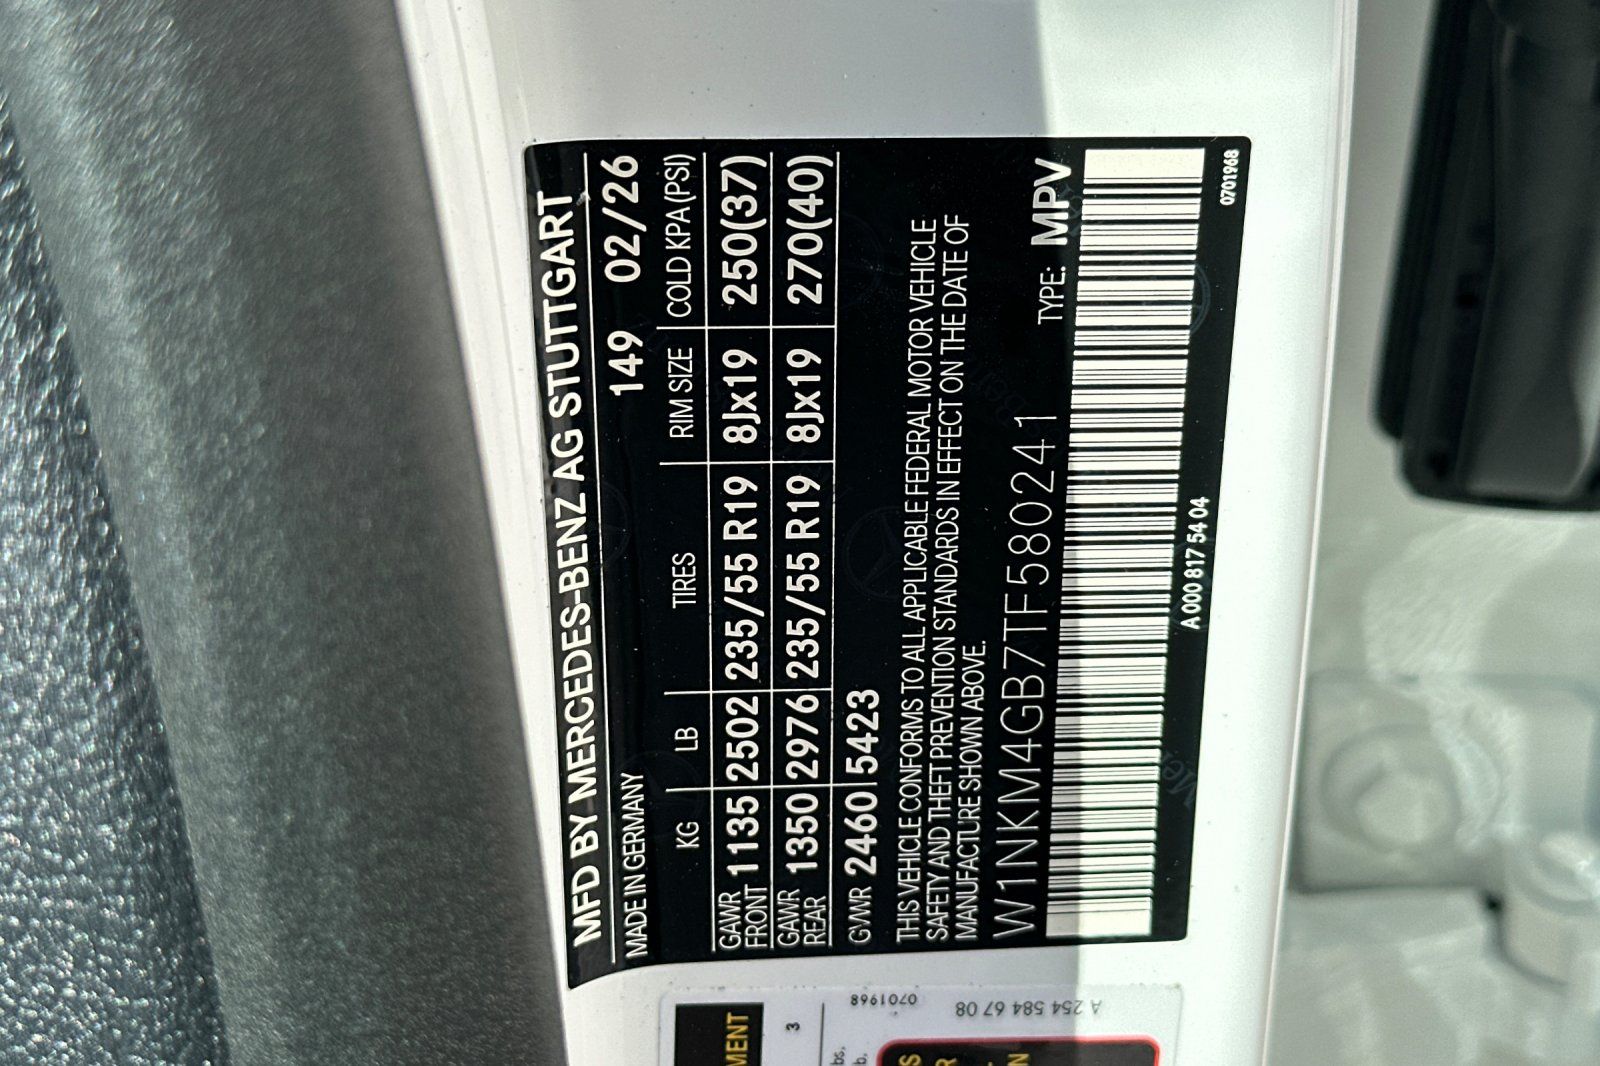 MFD BY MERCEDES-BENZ AG STUTTGART
MADE IN GERMANY 149 02/26
KG LB TIRES RIM SIZE COLD KPA (PSI)
GAWR FRONT 1135 2502 235/55 R19 8Jx19 250(37)
GAWR REAR 1350 2976 235/55 R19 8Jx19 270(40)
GVWR 2460 5423
THIS VEHICLE CONFORMS TO ALL APPLICABLE FEDERAL MOTOR VEHICLE
SAFETY AND THEFT PREVENTION STANDARDS IN EFFECT ON THE DATE OF
MANUFACTURE SHOWN ABOVE.
W1NKM4GB7TF580241 TYPE: MPV
A 000 817 54 04
0701968
MENT
3
0701968
A 254 584 67 08